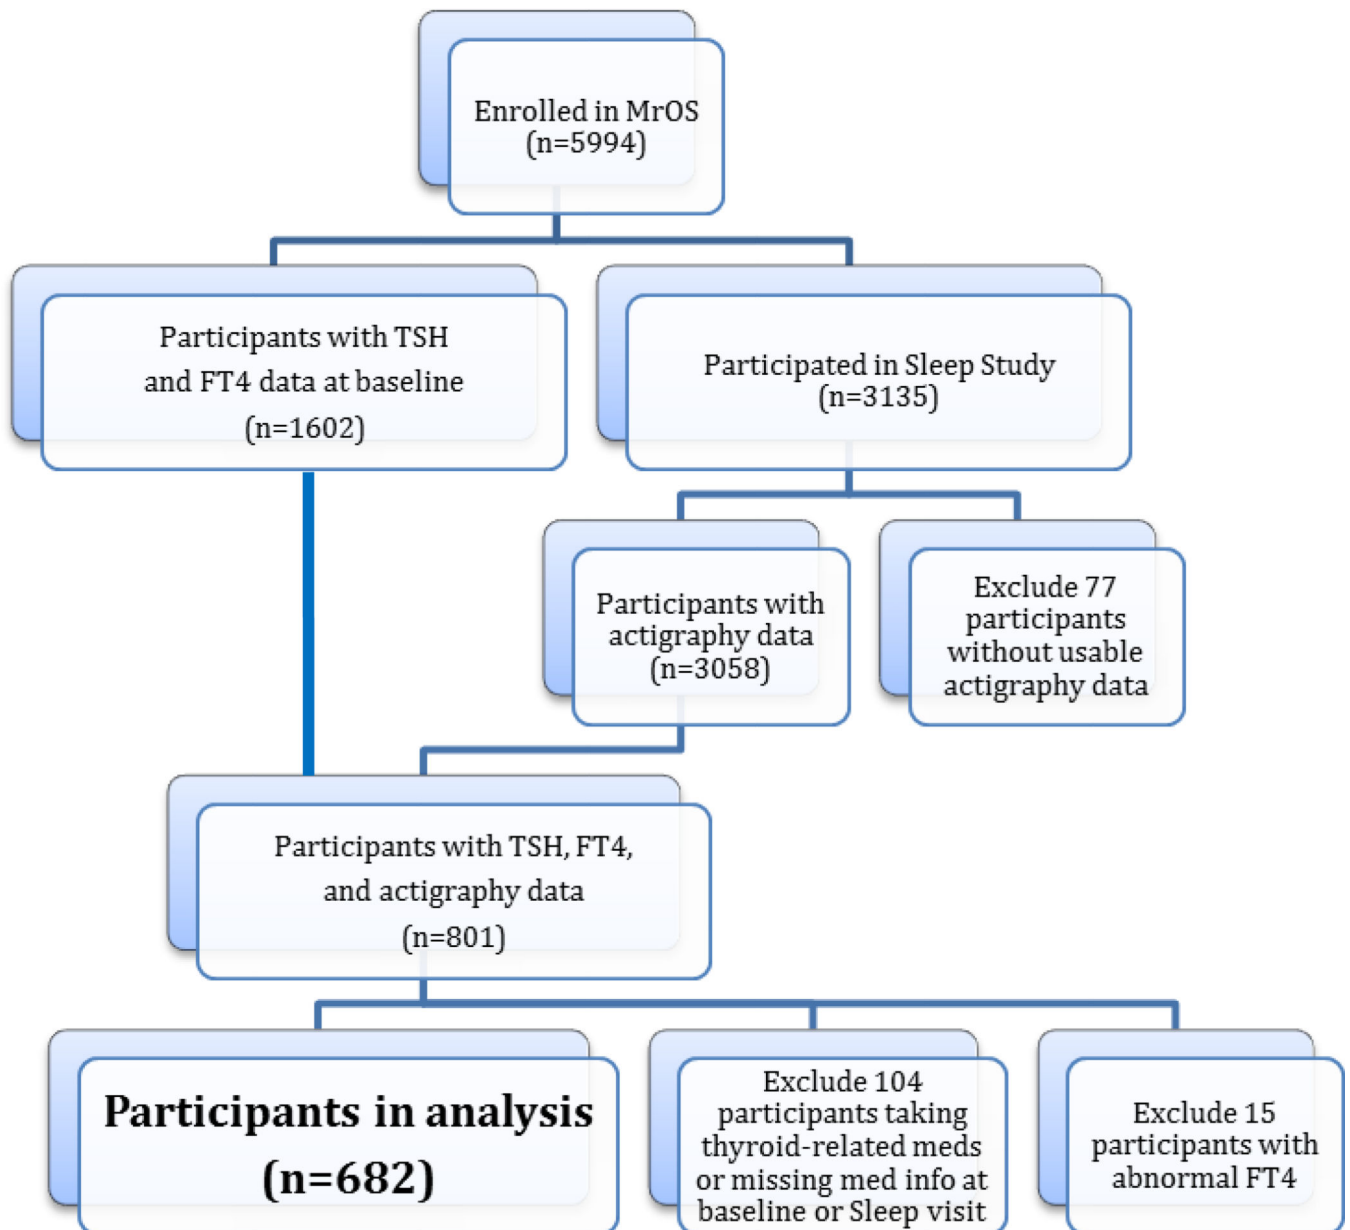 Enrolled in MrOS
(n=5994)
Participants with TSH
and FT4 data at baseline
(n=1602)
Participated in Sleep Study
(n=3135)
Participants with
actigraphy data
(n=3058)
Exclude 77
participants
without usable
actigraphy data
Participants with TSH, FT4,
and actigraphy data
(n=801)
Participants in analysis
(n=682)
Exclude 104
participants taking
thyroid-related meds
or missing med info at
baseline or Sleep visit
Exclude 15
participants with
abnormal FT4